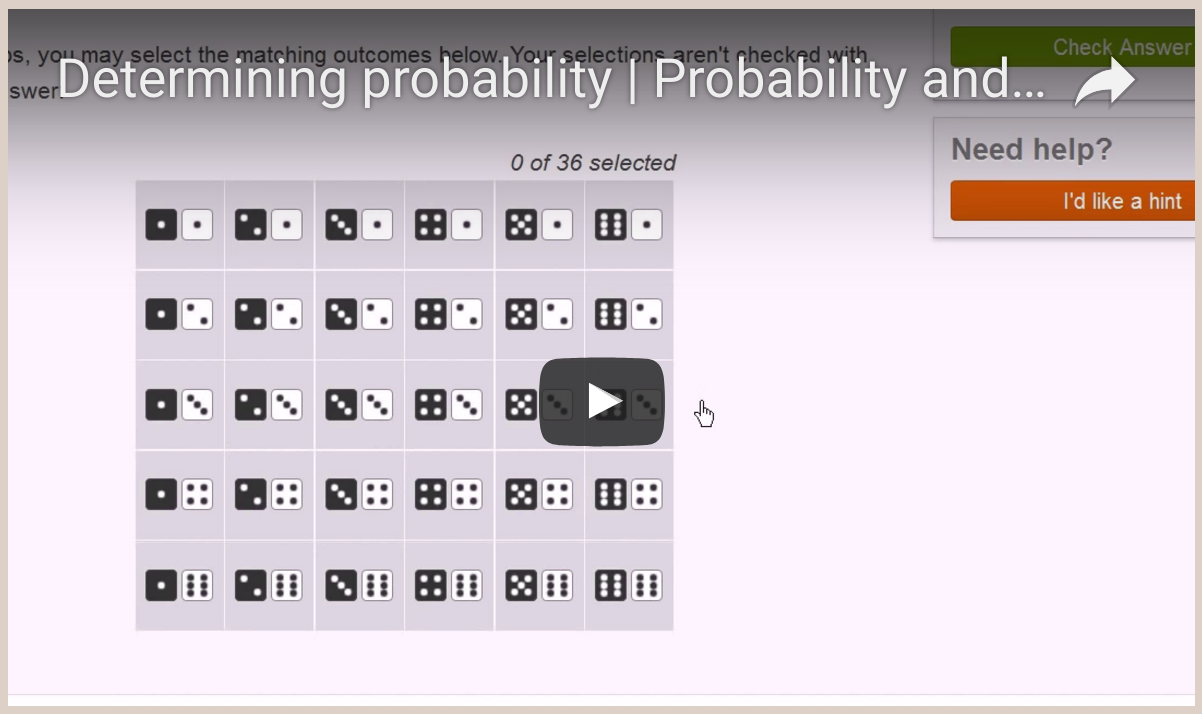 os, you may select the matching outcomes below. Your selections aren't checked with
swer.
Determining probability | Probability and...
Check Answer
Need help?
I'd like a hint
0 of 36 selected